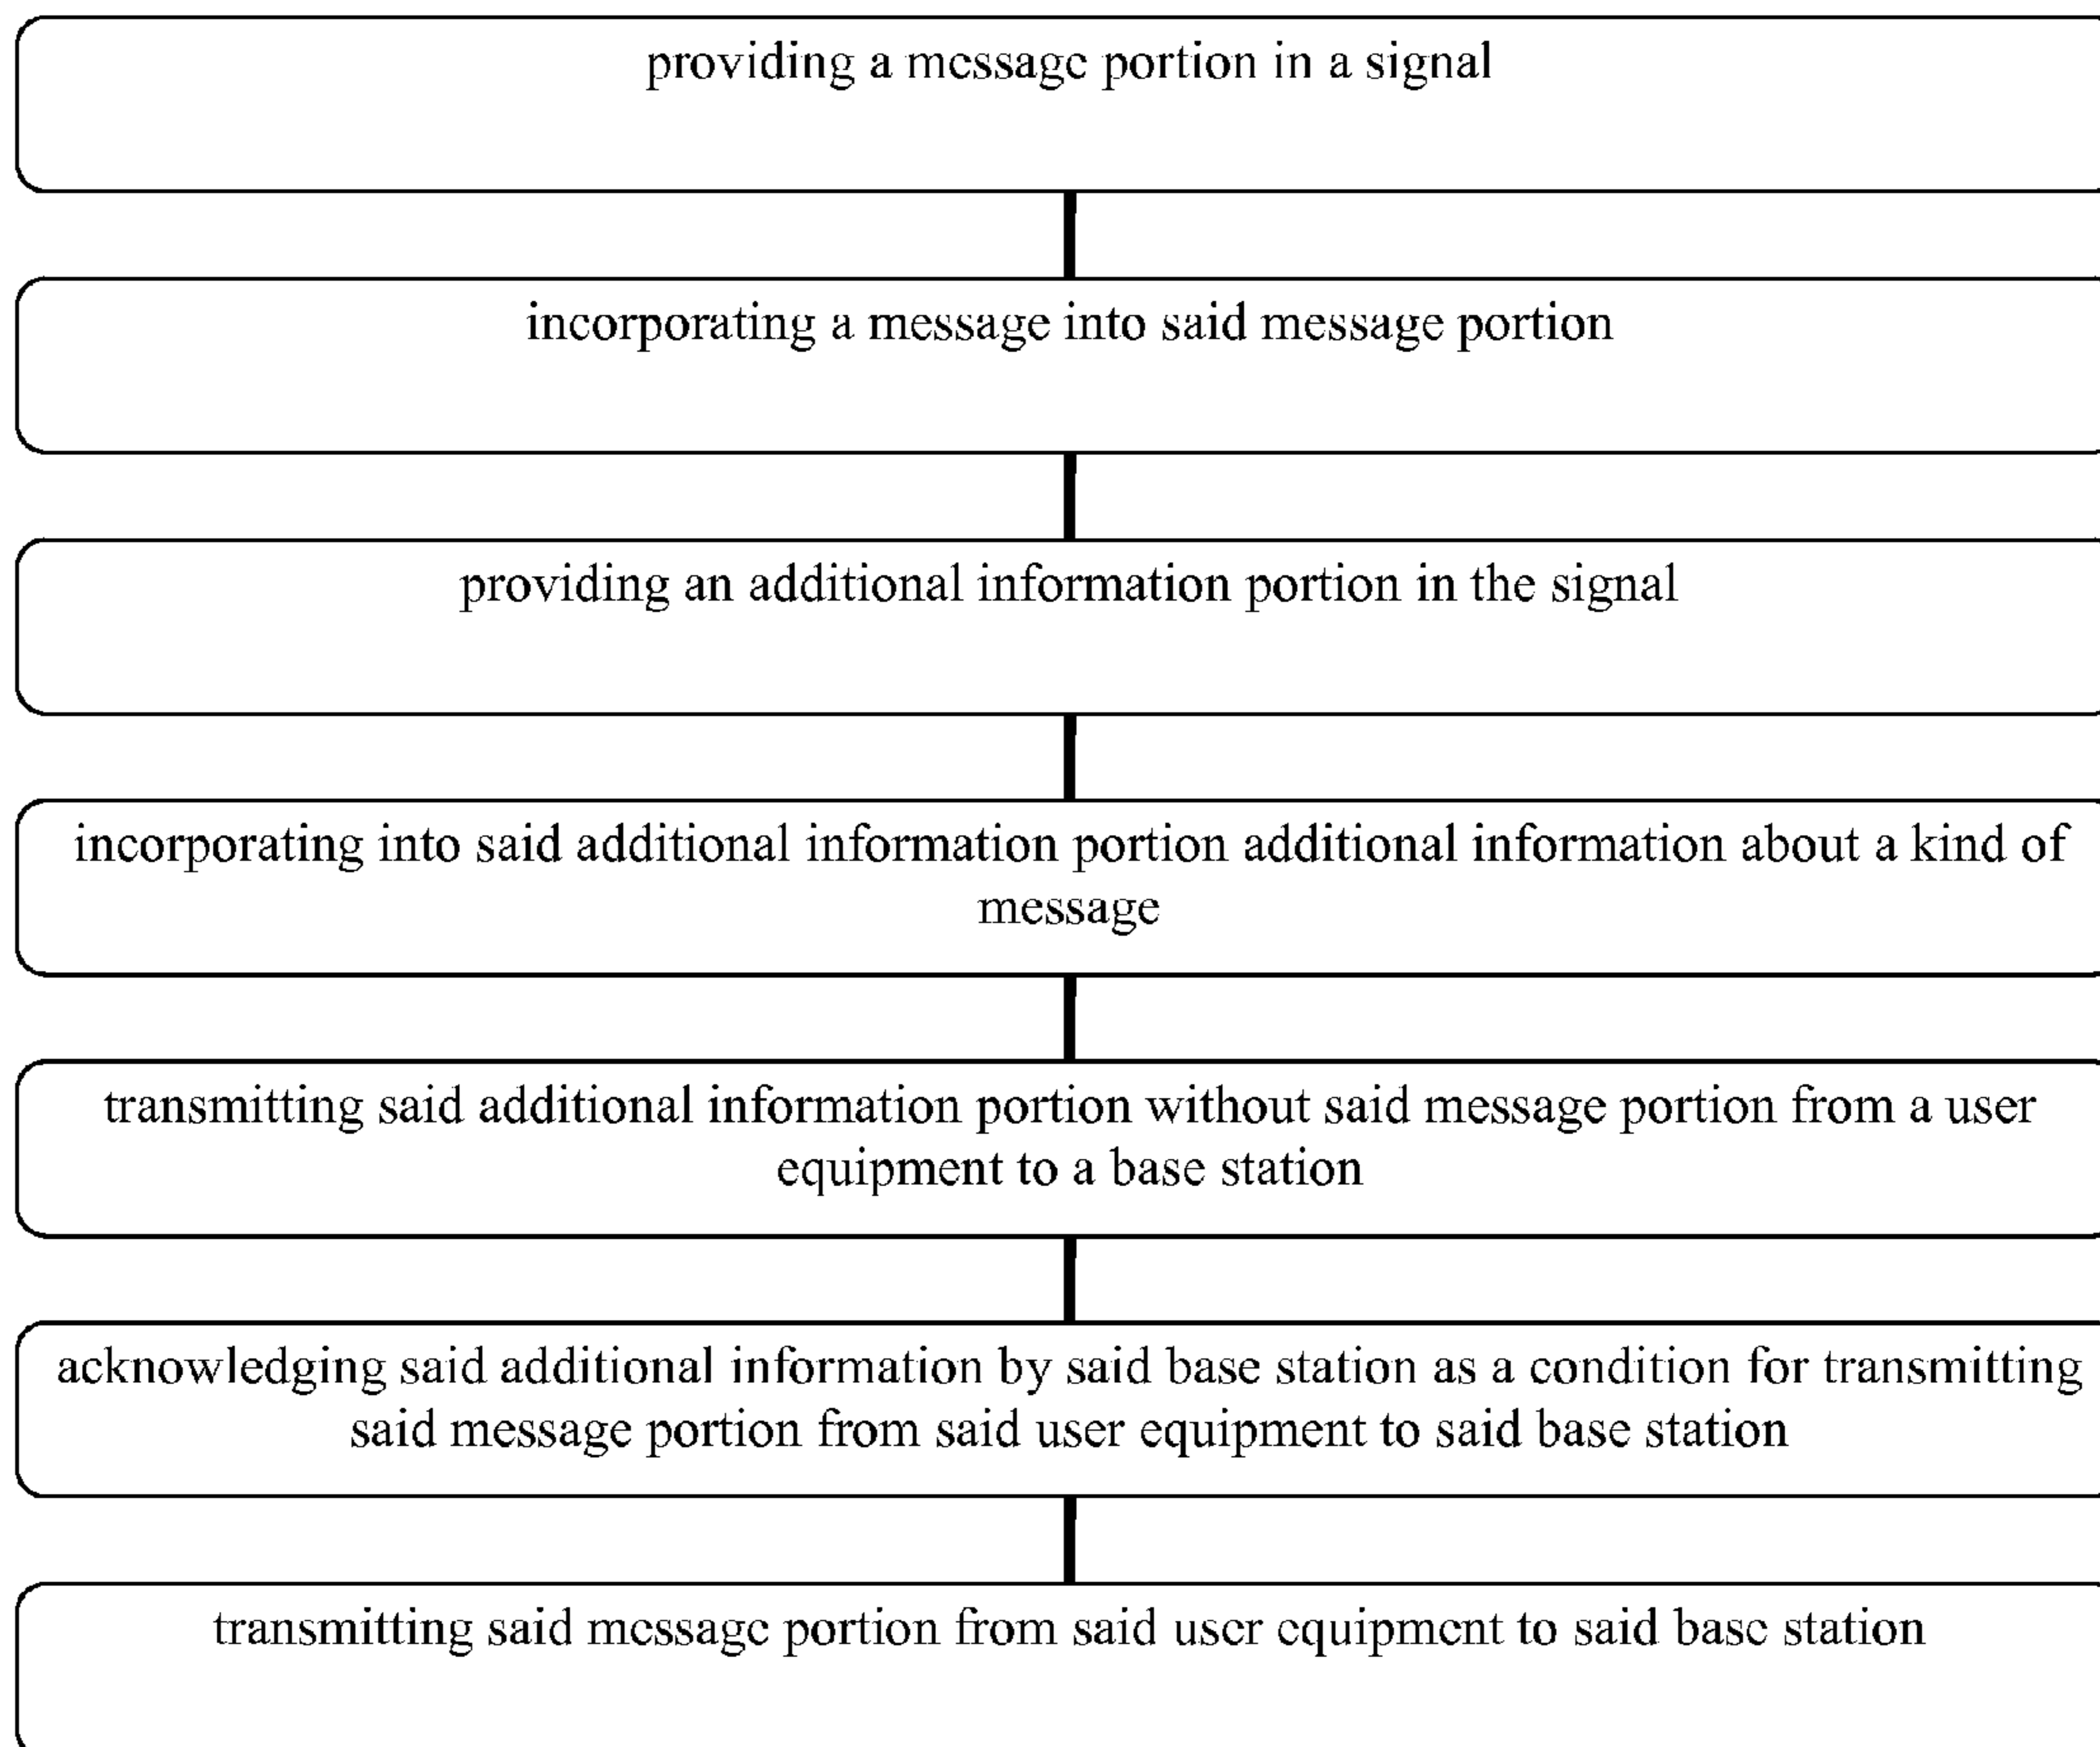 providing a message portion in a signal
incorporating a message into said message portion
providing an additional information portion in the signal
incorporating into said additional information portion additional information about a kind of
message
transmitting said additional information portion without said message portion from a user
equipment to a base station
acknowledging said additional information by said base station as a condition for transmitting
said message portion from said user equipment to said base station
transmitting said message portion from said user equipment to said base station